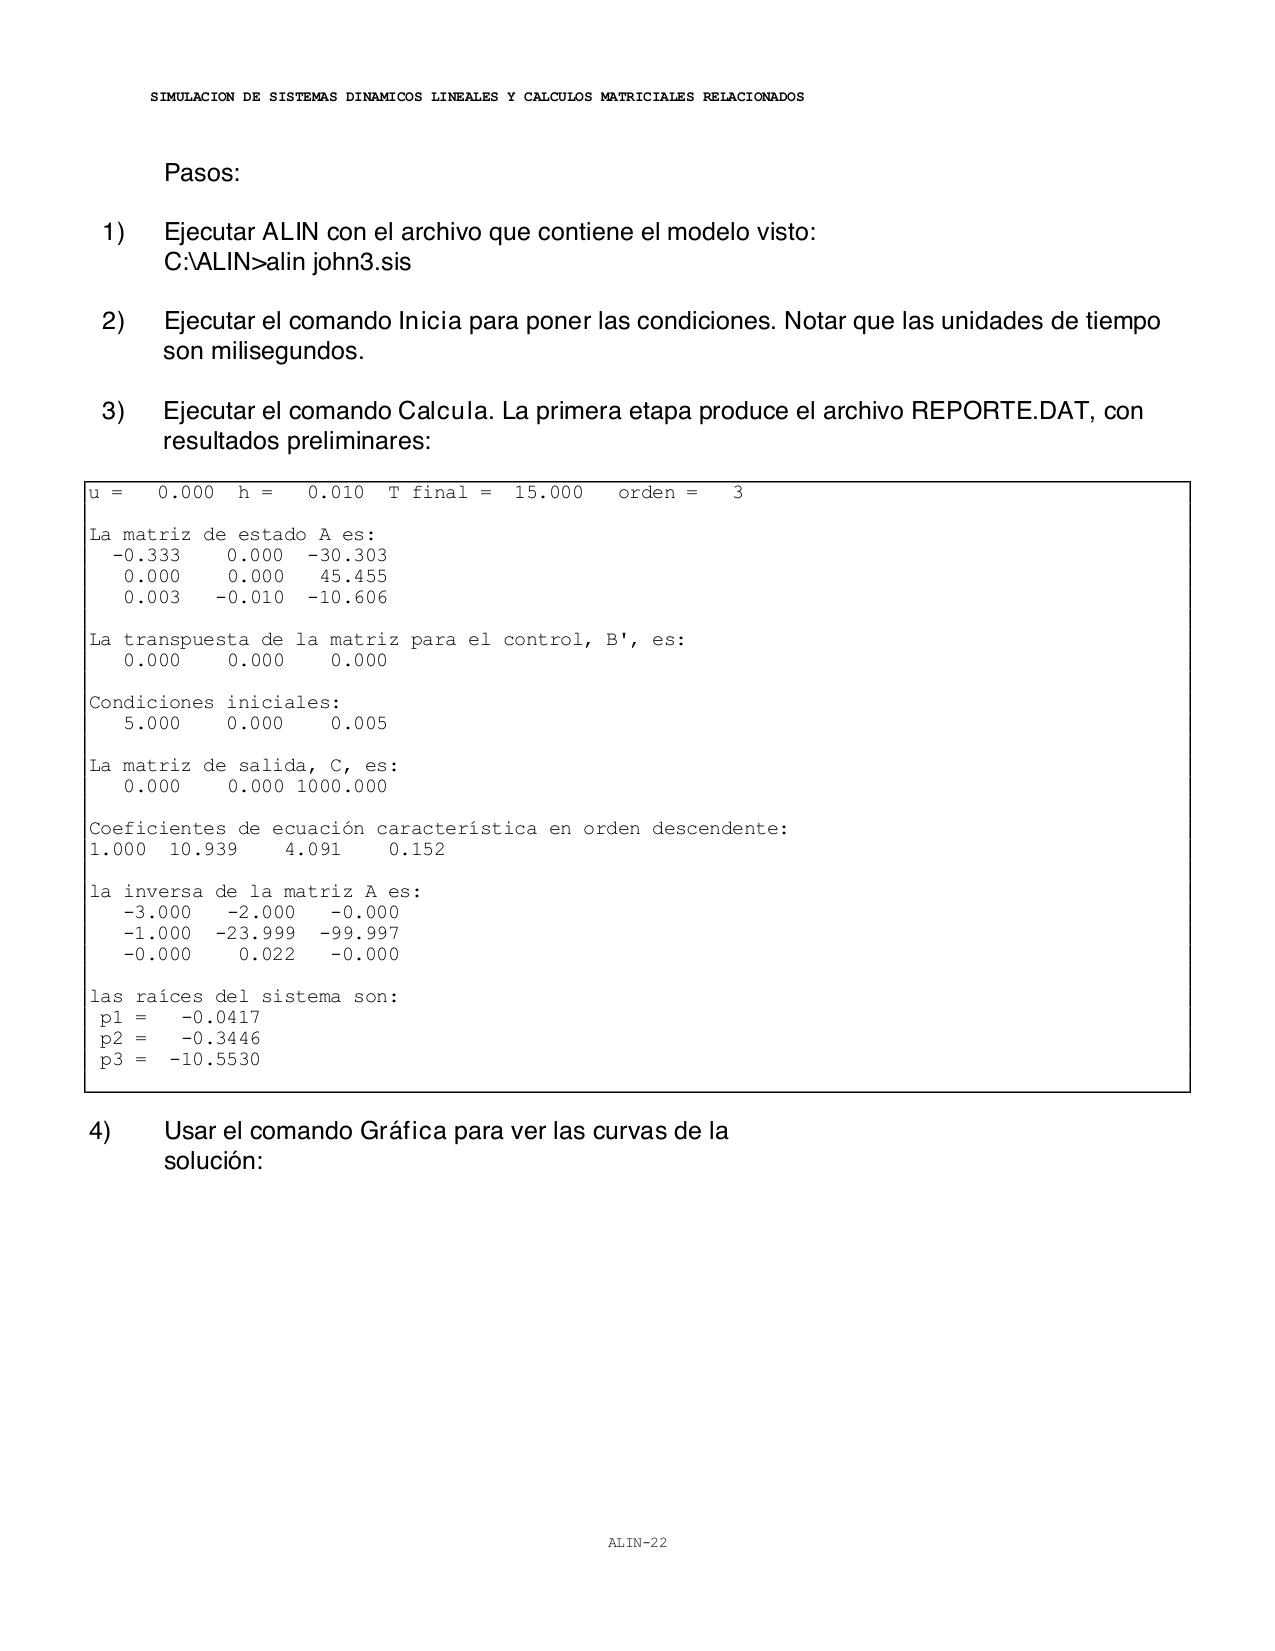 SIMULACION DE SISTEMAS DINAMICOS LINEALES Y CALCULOS MATRICIALES RELACIONADOS
Pasos:
1) Ejecutar ALIN con el archivo que contiene el modelo visto:
C:\ALIN>alin john3.sis
2) Ejecutar el comando Inicia para poner las condiciones. Notar que las unidades de tiempo
son milisegundos.
3) Ejecutar el comando Calcula. La primera etapa produce el archivo REPORTE.DAT, con
resultados preliminares:
u =   0.000  h =   0.010  T final =  15.000   orden =   3
La matriz de estado A es:
-0.333    0.000  -30.303
0.000    0.000   45.455
0.003   -0.010  -10.606
La transpuesta de la matriz para el control, B', es:
0.000    0.000    0.000
Condiciones iniciales:
5.000    0.000    0.005
La matriz de salida, C, es:
0.000    0.000 1000.000
Coeficientes de ecuación característica en orden descendente:
1.000  10.939    4.091    0.152
la inversa de la matriz A es:
-3.000   -2.000   -0.000
-1.000  -23.999  -99.997
-0.000    0.022   -0.000
las raíces del sistema son:
p1 =   -0.0417
p2 =   -0.3446
p3 =  -10.5530
4) Usar el comando Gráfica para ver las curvas de la
solución:
ALIN-22